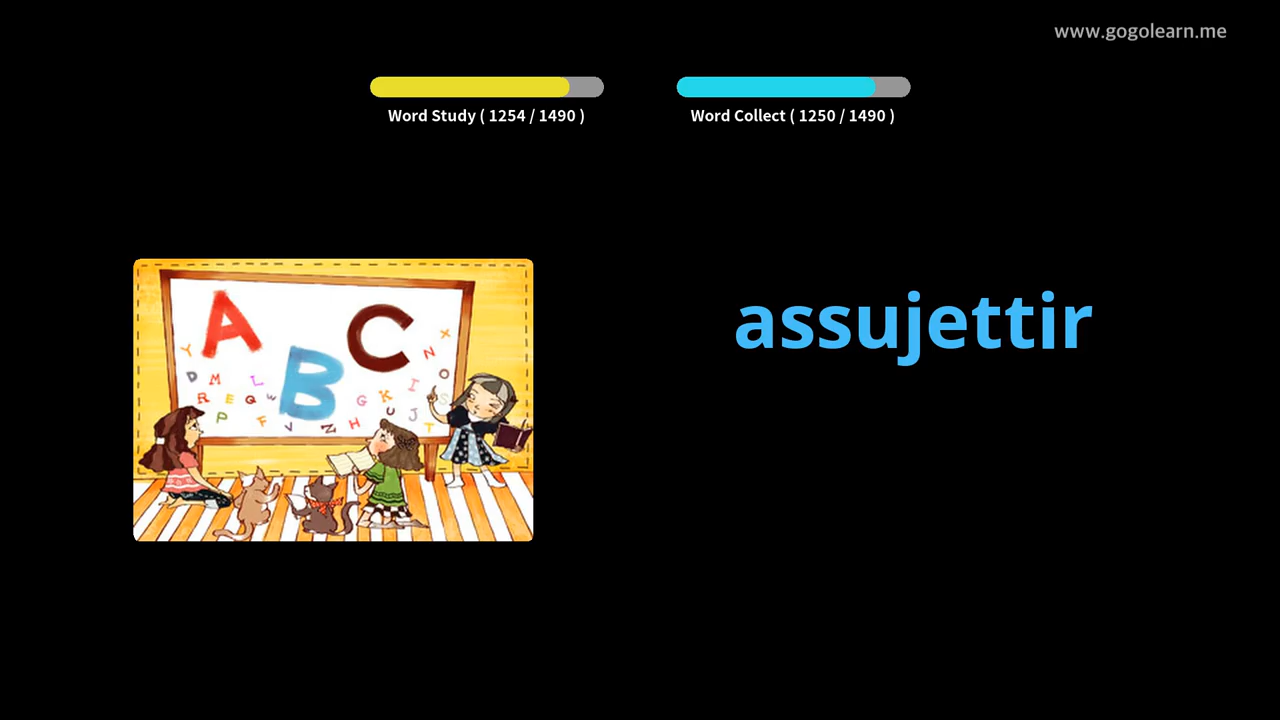 www.gogolearn.me
Word Study ( 1254 / 1490 )
Word Collect ( 1250 / 1490 )
assujettir
A
B
C
Y
X
N
D M L
O
R E Q W
G K I S
P F V Z H U J T